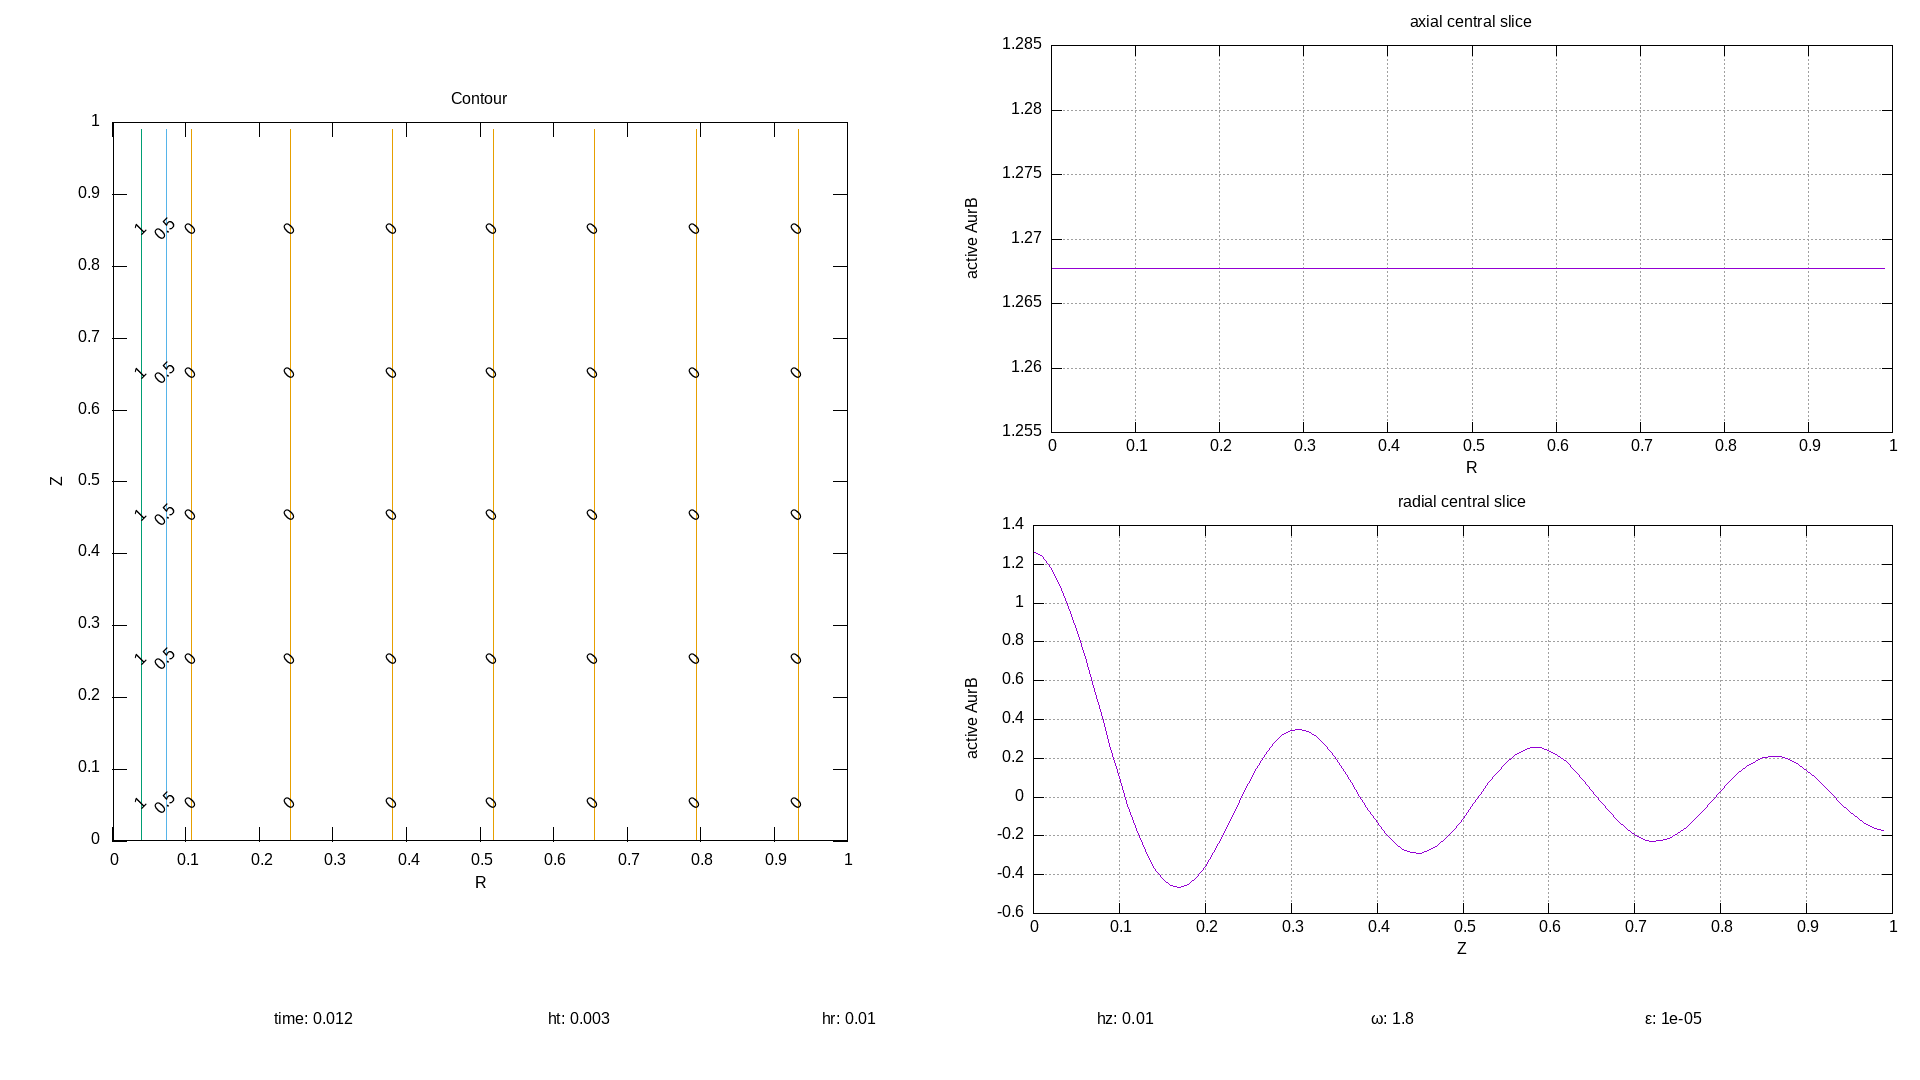 Contour
1
0.9
0.8
0.7
0.6
0.5
0.4
0.3
0.2
0.1
0
Z
1 0.5 0 0 0 0 0 0 0
1 0.5 0 0 0 0 0 0 0
1 0.5 0 0 0 0 0 0 0
1 0.5 0 0 0 0 0 0 0
1 0.5 0 0 0 0 0 0 0
0 0.1 0.2 0.3 0.4 0.5 0.6 0.7 0.8 0.9 1
R
axial central slice
1.285
1.28
1.275
1.27
1.265
1.26
1.255
active AurB
0 0.1 0.2 0.3 0.4 0.5 0.6 0.7 0.8 0.9 1
R
radial central slice
1.4
1.2
1
0.8
0.6
0.4
0.2
0
-0.2
-0.4
-0.6
active AurB
0 0.1 0.2 0.3 0.4 0.5 0.6 0.7 0.8 0.9 1
Z
time: 0.012 ht: 0.003 hr: 0.01 hz: 0.01 ω: 1.8 ε: 1e-05